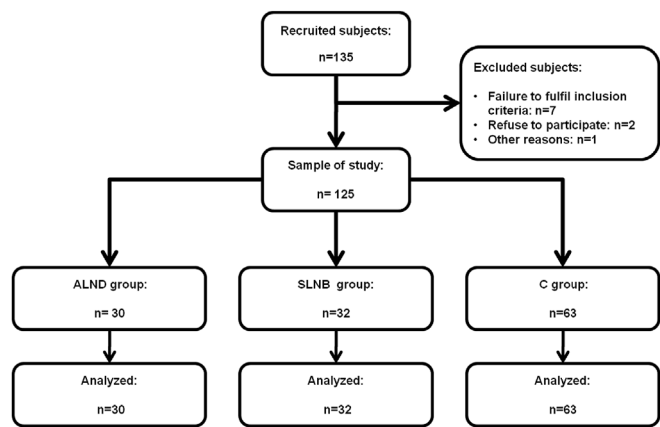 Recruited subjects:
n=135
Excluded subjects:
• Failure to fulfil inclusion
criteria: n=7
• Refuse to participate: n=2
• Other reasons: n=1
Sample of study:
n= 125
ALND group:
n= 30
SLNB group:
n=32
C group:
n=63
Analyzed:
n=30
Analyzed:
n=32
Analyzed:
n=63